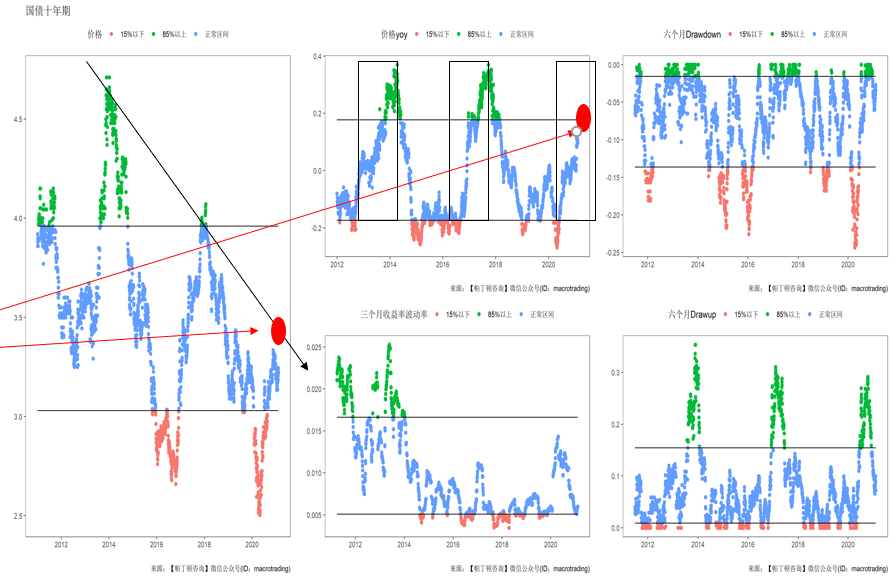 国债十年期
价格 15%以下 85%以上 正常区间
4.5
4.0
3.5
3.0
2.5
2012 2014 2016 2018 2020
来源：【帕丁顿咨询】微信公众号(ID：macrotrading)
价格yoy 15%以下 85%以上 正常区间
0.4
0.2
0.0
-0.2
2012 2014 2016 2018 2020
来源：【帕丁顿咨询】微信公众号(ID：macrotrading)
六个月Drawdown 15%以下 85%以上 正常区间
0.00
-0.05
-0.10
-0.15
-0.20
-0.25
2012 2014 2016 2018 2020
来源：【帕丁顿咨询】微信公众号(ID：macrotrading)
三个月收益率波动率 15%以下 85%以上 正常区间
0.025
0.020
0.015
0.010
0.005
2012 2014 2016 2018 2020
来源：【帕丁顿咨询】微信公众号(ID：macrotrading)
六个月Drawup 15%以下 85%以上 正常区间
0.3
0.2
0.1
0.0
2012 2014 2016 2018 2020
来源：【帕丁顿咨询】微信公众号(ID：macrotrading)